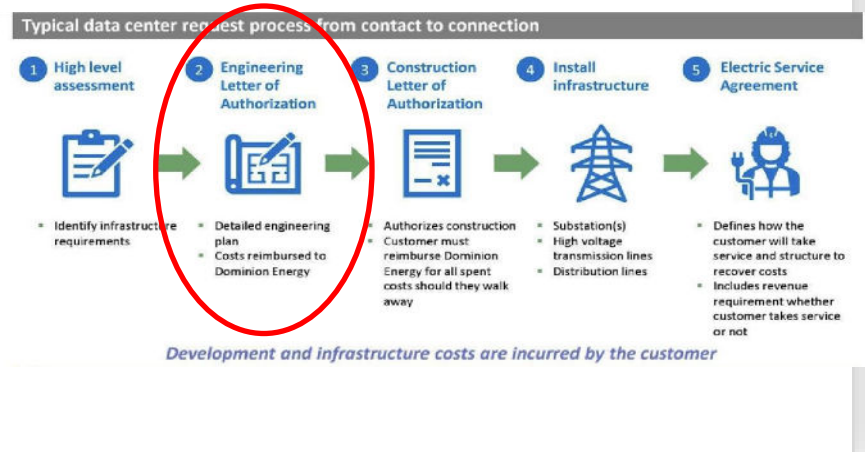 Typical data center request process from contact to connection
1 High level
assessment
2 Engineering
Letter of
Authorization
3 Construction
Letter of
Authorization
4 Install
infrastructure
5 Electric Service
Agreement
▪ Identify infrastructure
requirements
▪ Detailed engineering
plan
▪ Costs reimbursed to
Dominion Energy
▪ Authorizes construction
▪ Customer must
reimburse Dominion
Energy for all spent
costs should they walk
away
▪ Substation(s)
▪ High voltage
transmission lines
▪ Distribution lines
▪ Defines how the
customer will take
service and structure to
recover costs
▪ Includes revenue
requirement whether
customer takes service
or not
Development and infrastructure costs are incurred by the customer